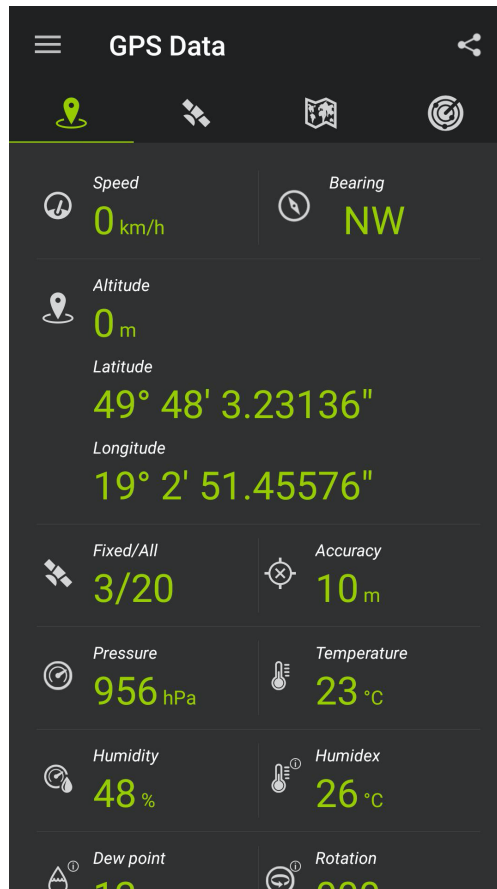 GPS Data
Speed
0 km/h
Bearing
NW
Altitude
0 m
Latitude
49° 48' 3.23136"
Longitude
19° 2' 51.45576"
Fixed/All
3/20
Accuracy
10 m
Pressure
956 hPa
Temperature
23 °C
Humidity
48 %
Humidex
26 °C
Dew point
Rotation